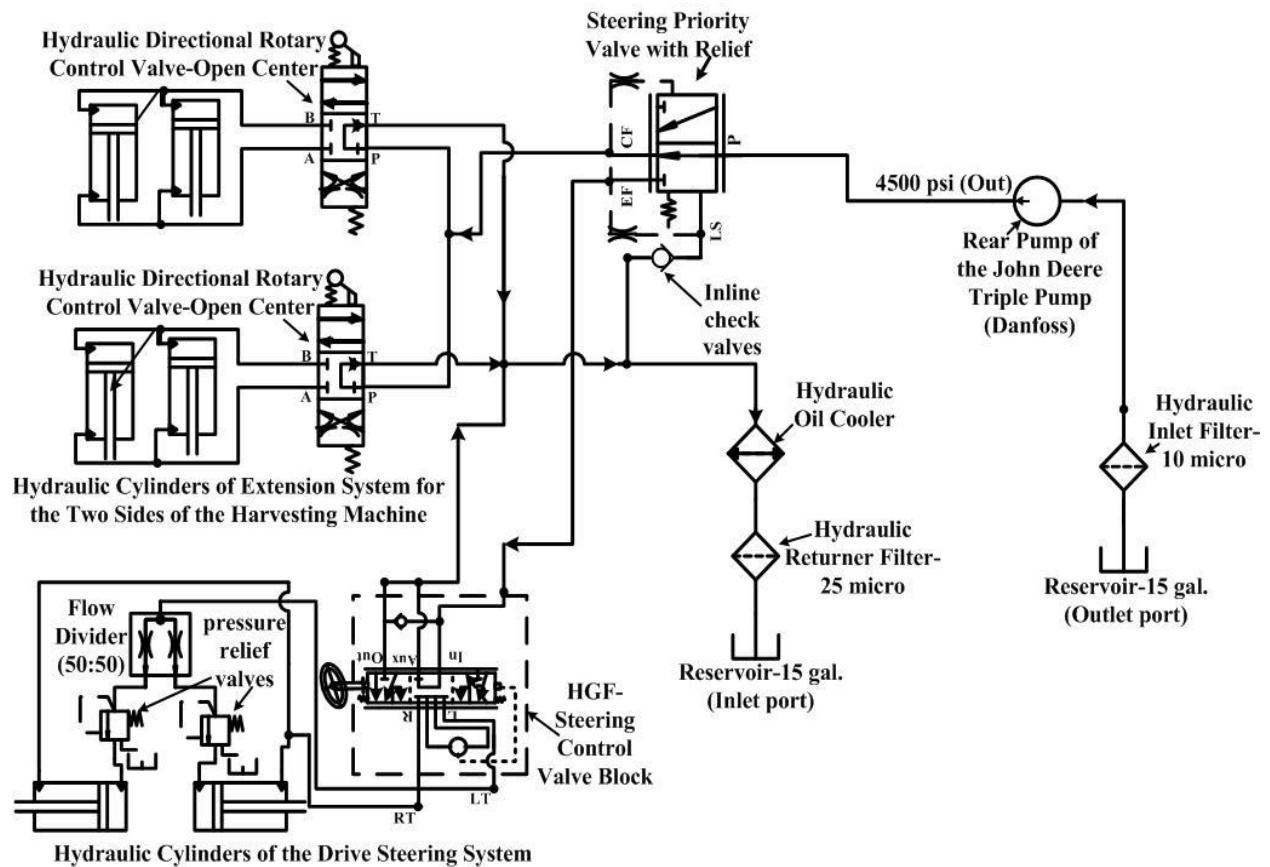 Hydraulic Directional Rotary
Control Valve-Open Center
B
T
A
P
Steering Priority
Valve with Relief
CF
P
EF
LS
4500 psi (Out)
Rear Pump of
the John Deere
Triple Pump
(Danfoss)
Inline
check
valves
Hydraulic Directional Rotary
Control Valve-Open Center
B
T
A
P
Hydraulic Cylinders of Extension System for
the Two Sides of the Harvesting Machine
Hydraulic
Oil Cooler
Hydraulic
Inlet Filter-
10 micro
Hydraulic
Returner Filter-
25 micro
Reservoir-15 gal.
(Outlet port)
Reservoir-15 gal.
(Inlet port)
Flow
Divider
(50:50)
pressure
relief
valves
Out
Aux
In
R
L
HGF-
Steering
Control
Valve Block
LT
RT
Hydraulic Cylinders of the Drive Steering System